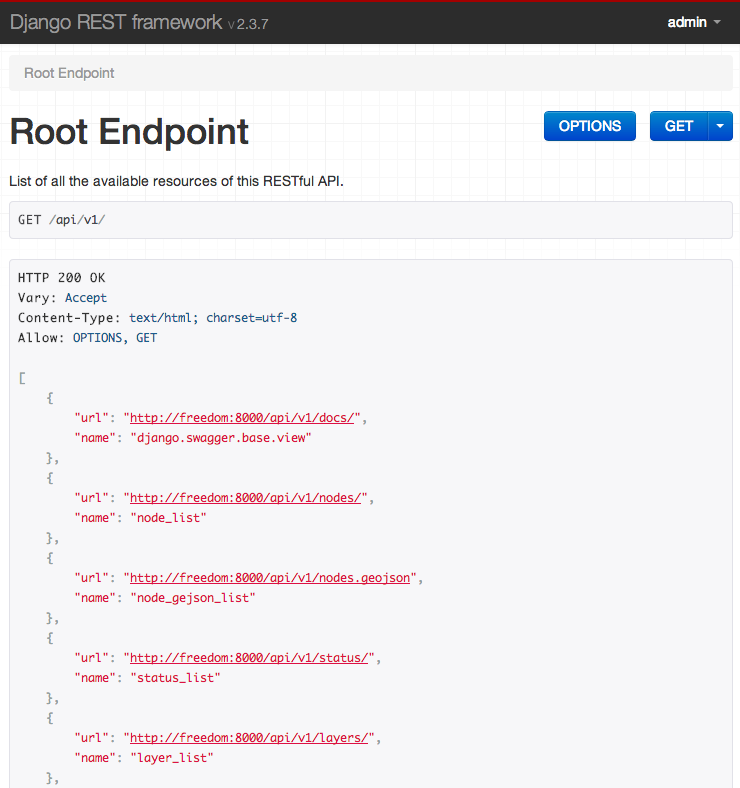 Django REST framework v 2.3.7
admin
Root Endpoint
Root Endpoint
OPTIONS
GET
List of all the available resources of this RESTful API.
GET /api/v1/
HTTP 200 OK
Vary: Accept
Content-Type: text/html; charset=utf-8
Allow: OPTIONS, GET
[
{
"url": "http://freedom:8000/api/v1/docs/",
"name": "django.swagger.base.view"
},
{
"url": "http://freedom:8000/api/v1/nodes/",
"name": "node_list"
},
{
"url": "http://freedom:8000/api/v1/nodes.geojson",
"name": "node_gejson_list"
},
{
"url": "http://freedom:8000/api/v1/status/",
"name": "status_list"
},
{
"url": "http://freedom:8000/api/v1/layers/",
"name": "layer_list"
},